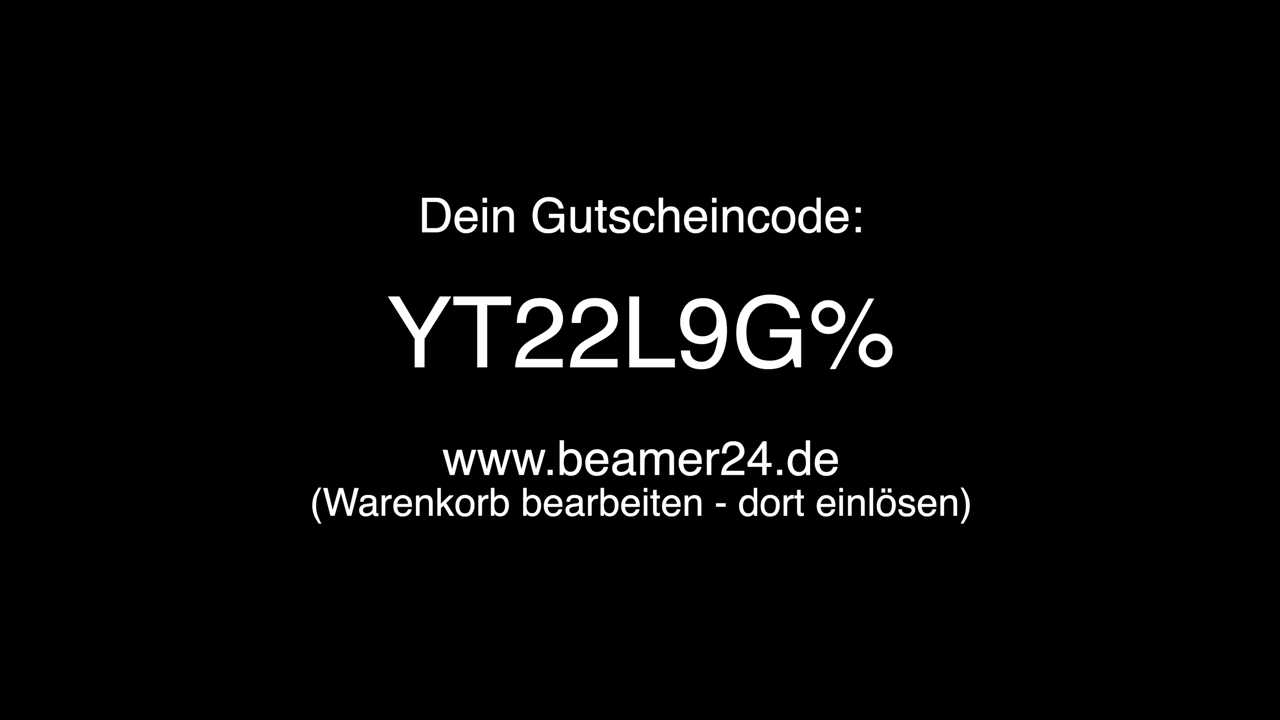 Dein Gutscheincode:
YT22L9G%
www.beamer24.de
(Warenkorb bearbeiten - dort einlösen)